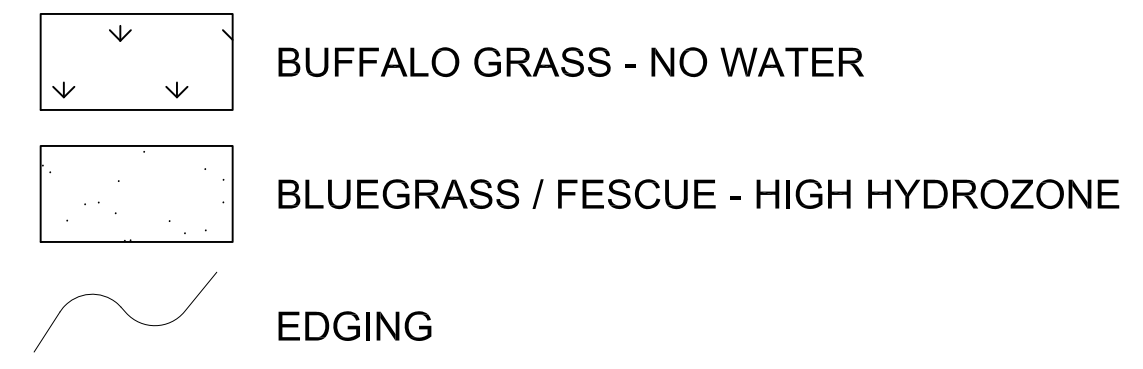 BUFFALO GRASS - NO WATER
BLUEGRASS / FESCUE - HIGH HYDROZONE
EDGING